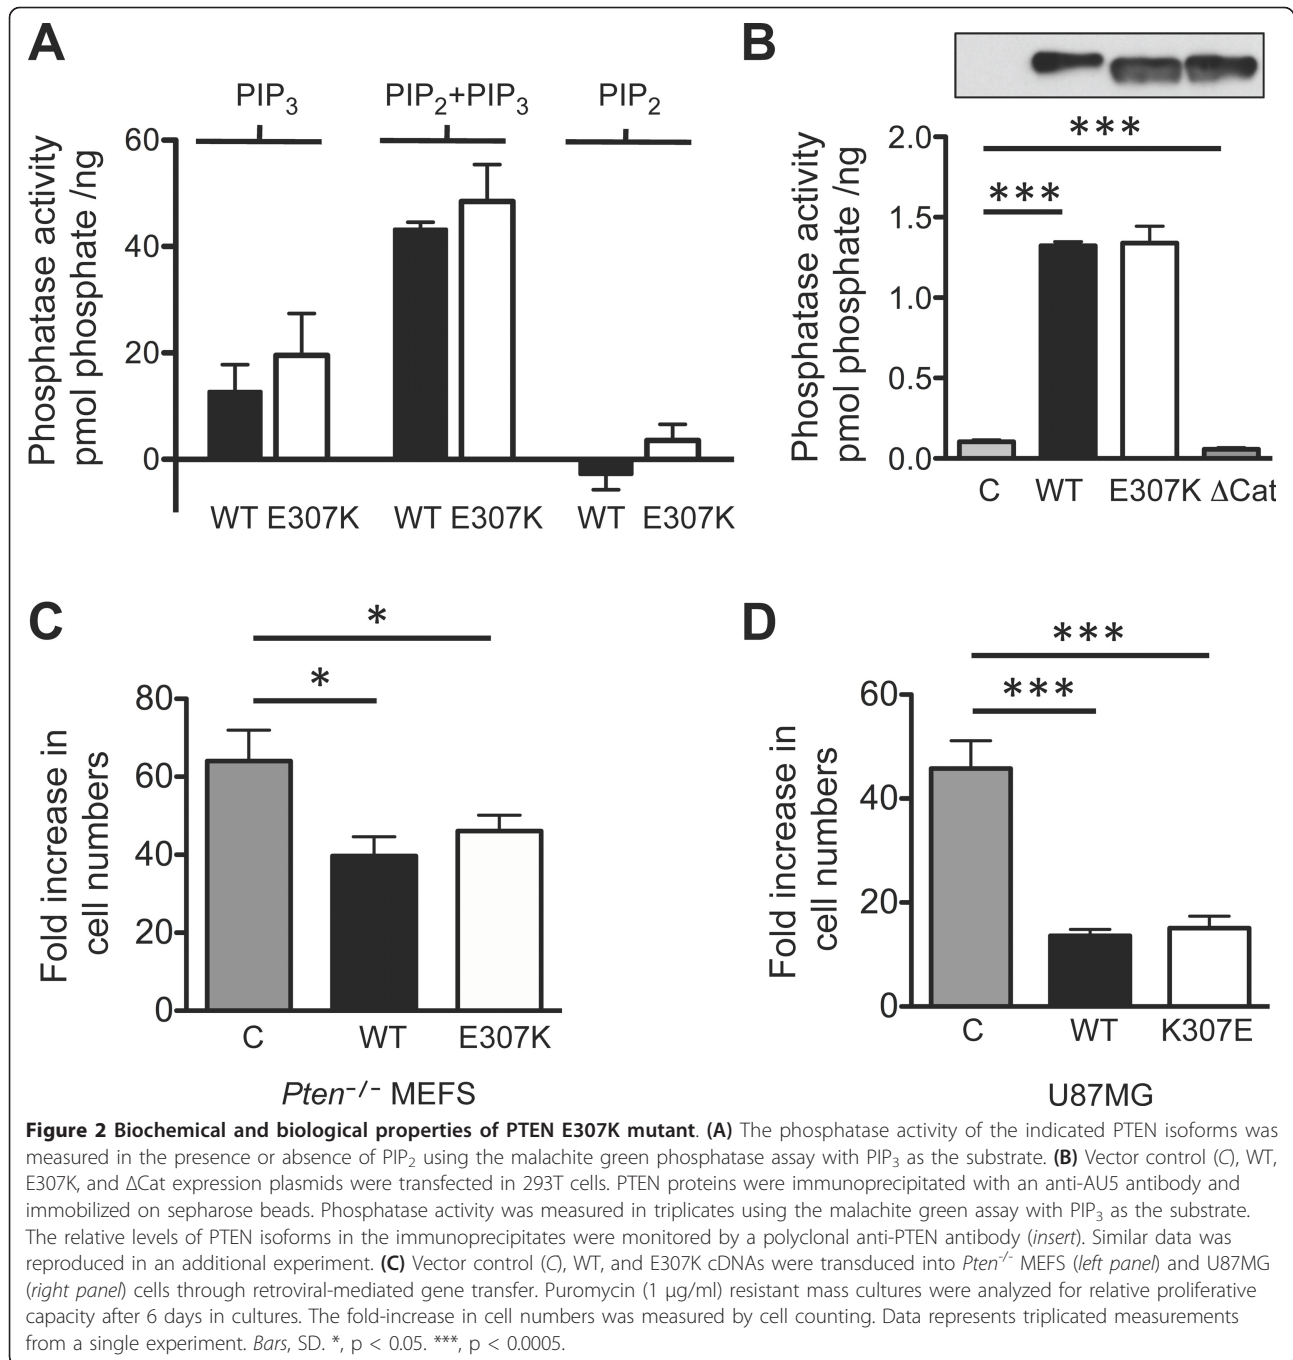 A
PIP3 PIP2+PIP3 PIP2
Phosphatase activity
pmol phosphate /ng
60
40
20
0
WT E307K WT E307K WT E307K
B
***
***
Phosphatase activity
pmol phosphate /ng
2.0
1.5
1.0
0.5
0.0
C WT E307K ΔCat
C
*
*
Fold increase in
cell numbers
80
60
40
20
0
C WT E307K
Pten-/- MEFS
D
***
***
Fold increase in
cell numbers
60
40
20
0
C WT K307E
U87MG
Figure 2 Biochemical and biological properties of PTEN E307K mutant. (A) The phosphatase activity of the indicated PTEN isoforms was
measured in the presence or absence of PIP2 using the malachite green phosphatase assay with PIP3 as the substrate. (B) Vector control (C), WT,
E307K, and ΔCat expression plasmids were transfected in 293T cells. PTEN proteins were immunoprecipitated with an anti-AU5 antibody and
immobilized on sepharose beads. Phosphatase activity was measured in triplicates using the malachite green assay with PIP3 as the substrate.
The relative levels of PTEN isoforms in the immunoprecipitates were monitored by a polyclonal anti-PTEN antibody (insert). Similar data was
reproduced in an additional experiment. (C) Vector control (C), WT, and E307K cDNAs were transduced into Pten-/- MEFS (left panel) and U87MG
(right panel) cells through retroviral-mediated gene transfer. Puromycin (1 μg/ml) resistant mass cultures were analyzed for relative proliferative
capacity after 6 days in cultures. The fold-increase in cell numbers was measured by cell counting. Data represents triplicated measurements
from a single experiment. Bars, SD. *, p < 0.05. ***, p < 0.0005.